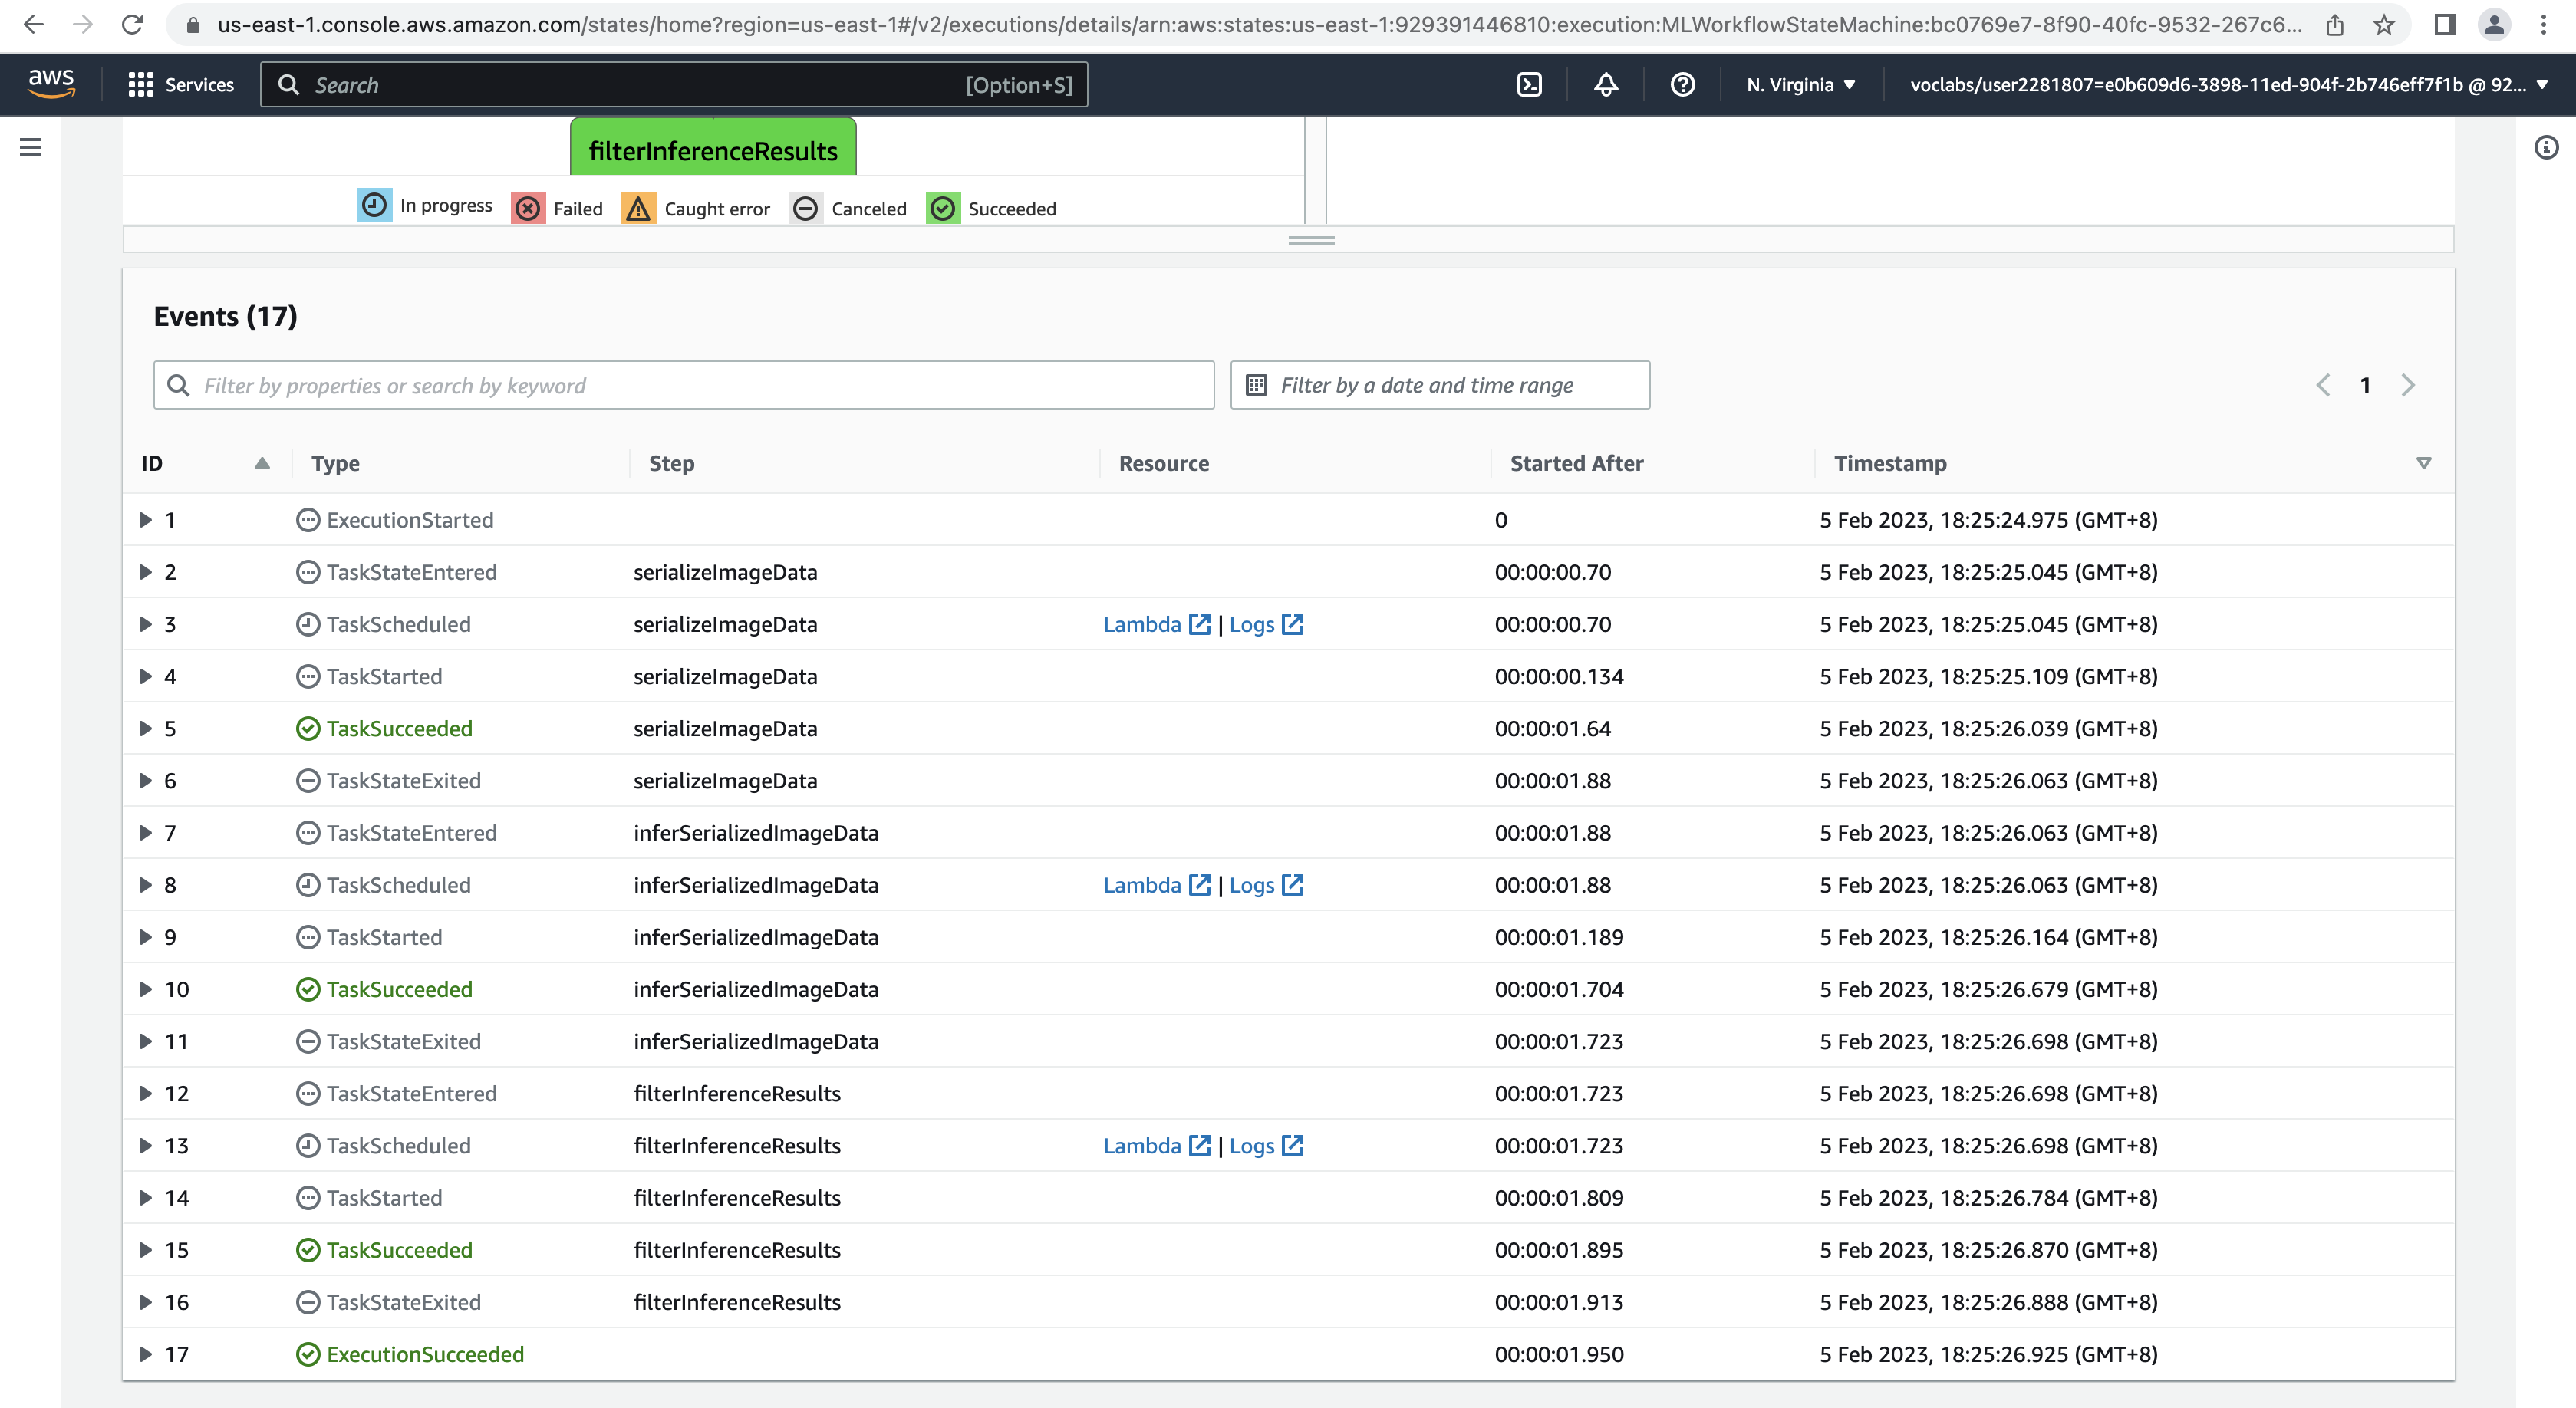 us-east-1.console.aws.amazon.com/states/home?region=us-east-1#/v2/executions/details/arn:aws:states:us-east-1:929391446810:execution:MLWorkflowStateMachine:bc0769e7-8f90-40fc-9532-267c6...
aws Services Search [Option+S] N. Virginia voclabs/user2281807=e0b609d6-3898-11ed-904f-2b746eff7f1b @ 92...
filterInferenceResults
In progress Failed Caught error Canceled Succeeded
Events (17)
Filter by properties or search by keyword Filter by a date and time range 1
ID Type Step Resource Started After Timestamp
1 ExecutionStarted 0 5 Feb 2023, 18:25:24.975 (GMT+8)
2 TaskStateEntered serializeImageData 00:00:00.70 5 Feb 2023, 18:25:25.045 (GMT+8)
3 TaskScheduled serializeImageData Lambda | Logs 00:00:00.70 5 Feb 2023, 18:25:25.045 (GMT+8)
4 TaskStarted serializeImageData 00:00:00.134 5 Feb 2023, 18:25:25.109 (GMT+8)
5 TaskSucceeded serializeImageData 00:00:01.64 5 Feb 2023, 18:25:26.039 (GMT+8)
6 TaskStateExited serializeImageData 00:00:01.88 5 Feb 2023, 18:25:26.063 (GMT+8)
7 TaskStateEntered inferSerializedImageData 00:00:01.88 5 Feb 2023, 18:25:26.063 (GMT+8)
8 TaskScheduled inferSerializedImageData Lambda | Logs 00:00:01.88 5 Feb 2023, 18:25:26.063 (GMT+8)
9 TaskStarted inferSerializedImageData 00:00:01.189 5 Feb 2023, 18:25:26.164 (GMT+8)
10 TaskSucceeded inferSerializedImageData 00:00:01.704 5 Feb 2023, 18:25:26.679 (GMT+8)
11 TaskStateExited inferSerializedImageData 00:00:01.723 5 Feb 2023, 18:25:26.698 (GMT+8)
12 TaskStateEntered filterInferenceResults 00:00:01.723 5 Feb 2023, 18:25:26.698 (GMT+8)
13 TaskScheduled filterInferenceResults Lambda | Logs 00:00:01.723 5 Feb 2023, 18:25:26.698 (GMT+8)
14 TaskStarted filterInferenceResults 00:00:01.809 5 Feb 2023, 18:25:26.784 (GMT+8)
15 TaskSucceeded filterInferenceResults 00:00:01.895 5 Feb 2023, 18:25:26.870 (GMT+8)
16 TaskStateExited filterInferenceResults 00:00:01.913 5 Feb 2023, 18:25:26.888 (GMT+8)
17 ExecutionSucceeded 00:00:01.950 5 Feb 2023, 18:25:26.925 (GMT+8)